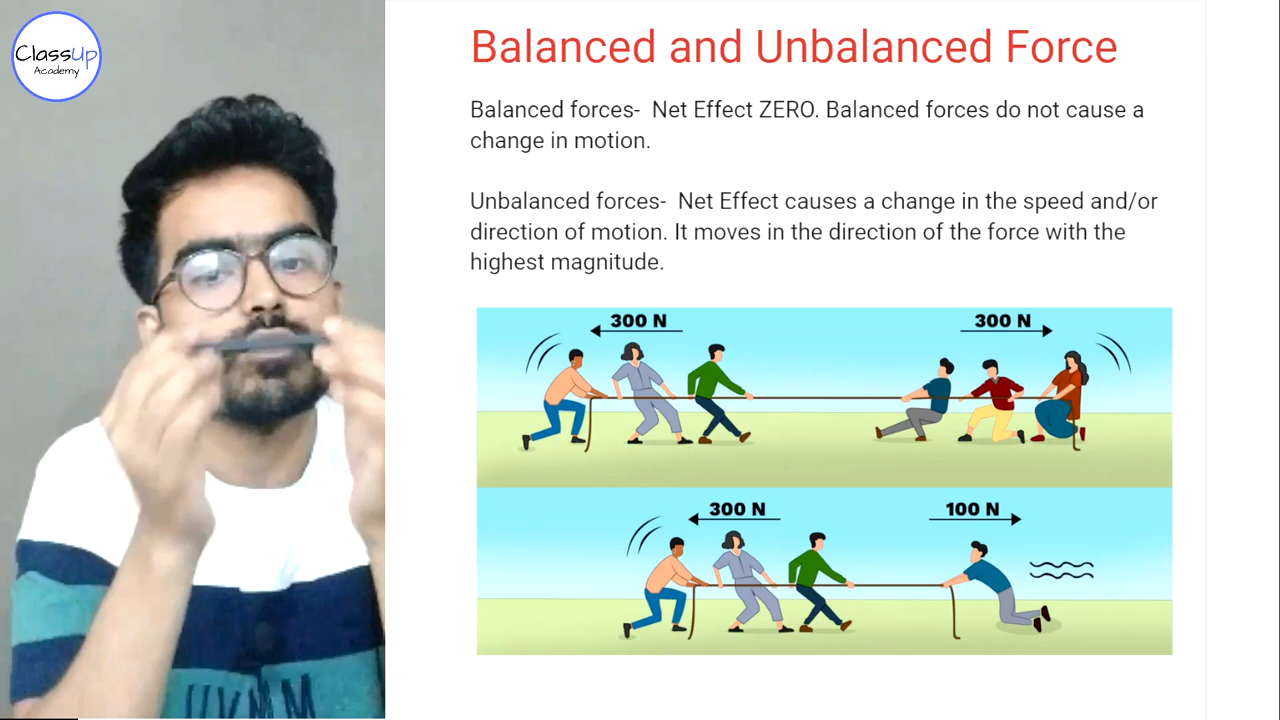 ClassUp
Academy
Balanced and Unbalanced Force
Balanced forces-  Net Effect ZERO. Balanced forces do not cause a
change in motion.
Unbalanced forces-  Net Effect causes a change in the speed and/or
direction of motion. It moves in the direction of the force with the
highest magnitude.
300 N
300 N
300 N
100 N